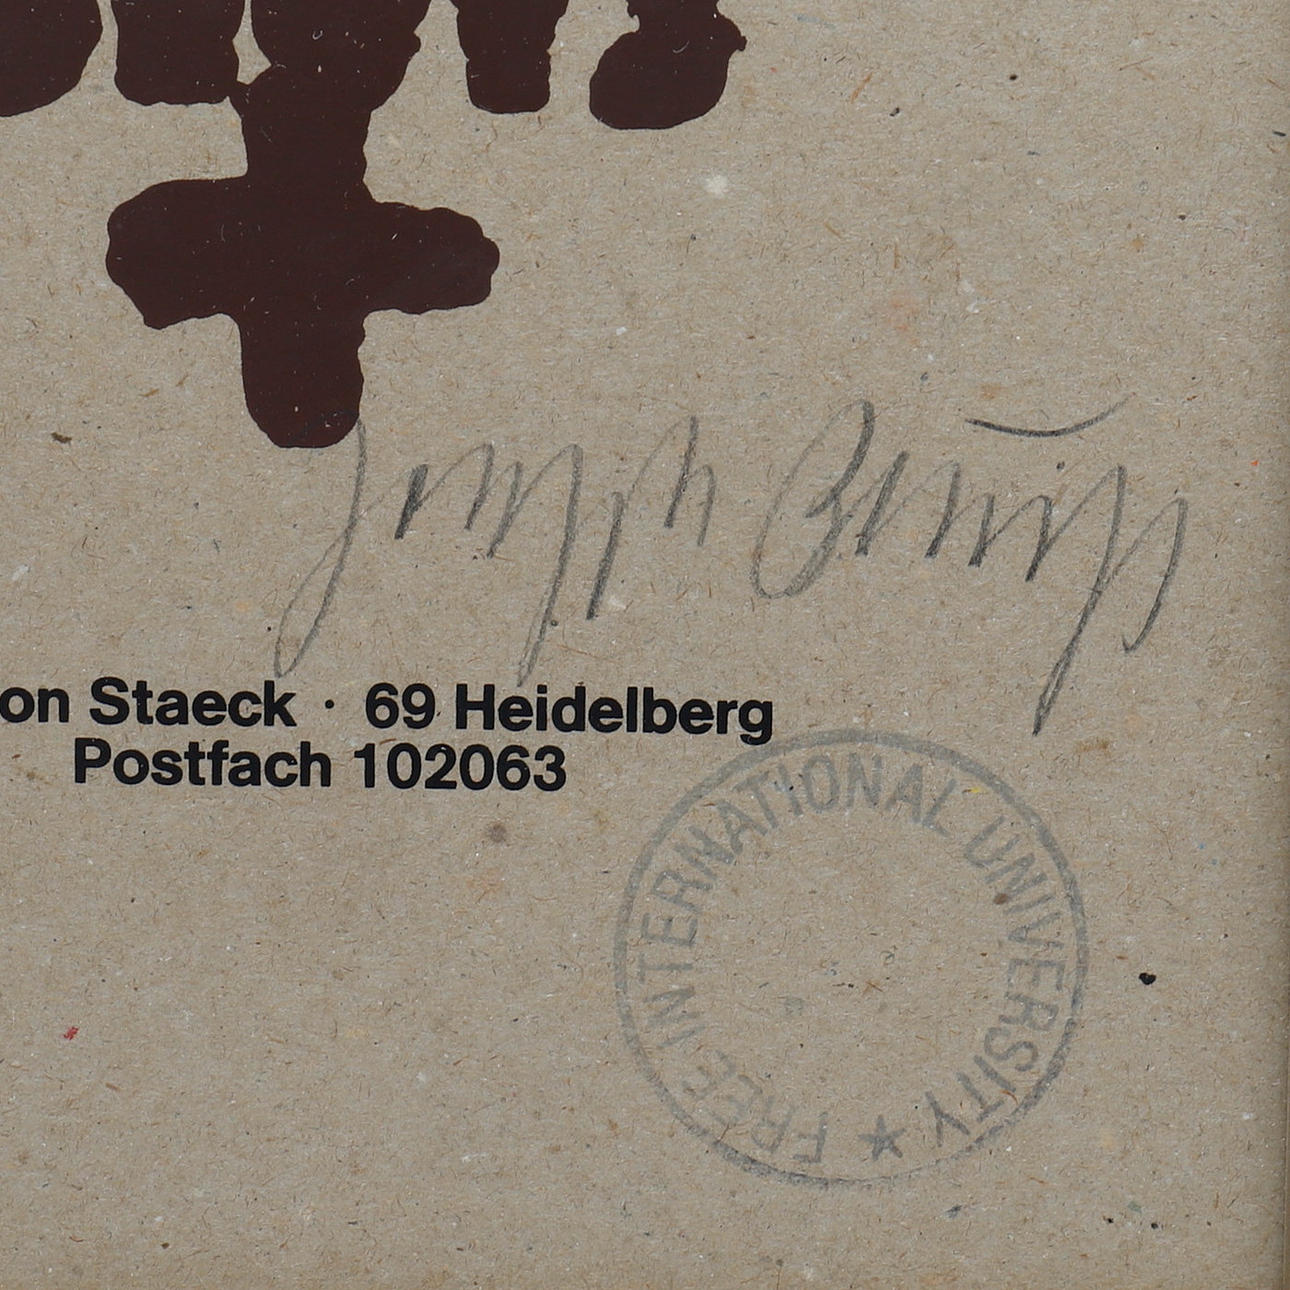 Joseph Beuys
on Staeck · 69 Heidelberg
Postfach 102063
FREE INTERNATIONAL UNIVERSITY ★